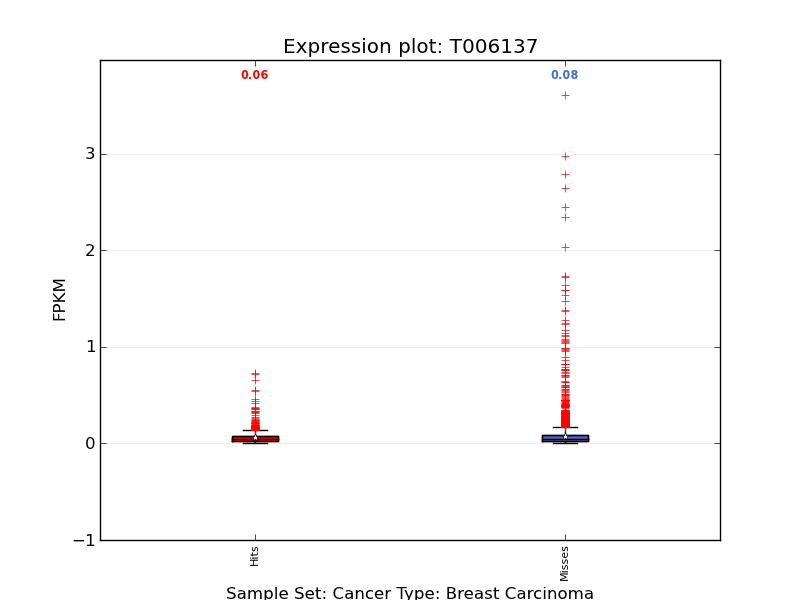 Expression plot: T006137
0.06
0.08
3
2
1
0
−1
FPKM
Hits
Misses
Sample Set: Cancer Type: Breast Carcinoma